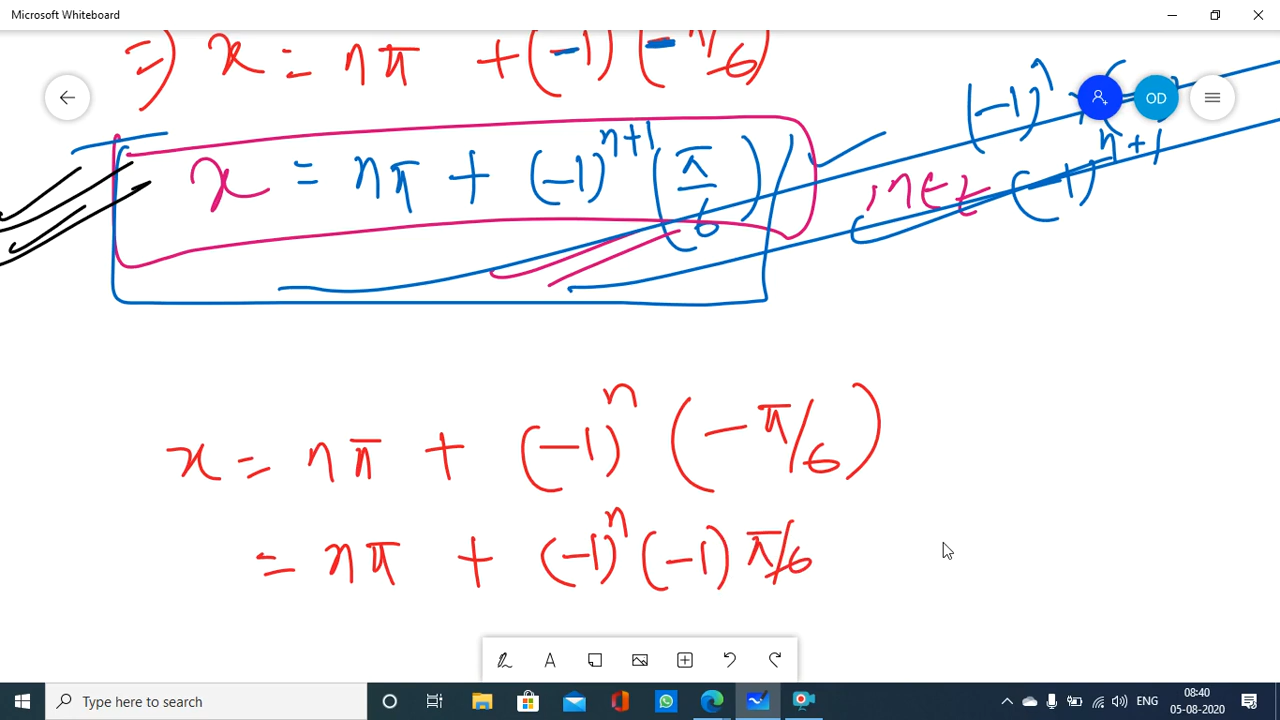 Microsoft Whiteboard
⇒ x = nπ + (-1) (-π/6)
(-1)^n
OD
x = nπ + (-1)^{n+1} (π/6)
, n∈z (-1)^{n+1}
x = nπ + (-1)^n (-π/6)
= nπ + (-1)^n (-1) π/6
Type here to search
ENG
08:40
05-08-2020